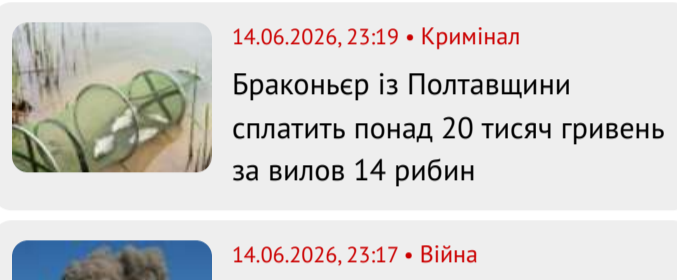 14.06.2026, 23:19 • Кримінал
Браконьєр із Полтавщини
сплатить понад 20 тисяч гривень
за вилов 14 рибин
14.06.2026, 23:17 • Війна